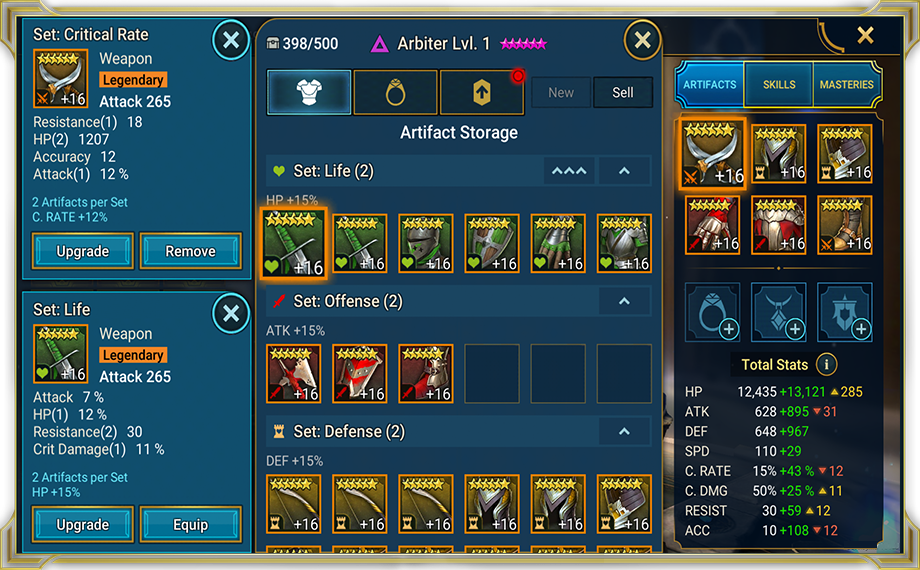 Set: Critical Rate
Weapon
Legendary
+16
Attack 265
Resistance(1) 18
HP(2) 1207
Accuracy 12
Attack(1) 12 %
2 Artifacts per Set
C. RATE +12%
Upgrade
Remove
Set: Life
Weapon
Legendary
+16
Attack 265
Attack 7 %
HP(1) 12 %
Resistance(2) 30
Crit Damage(1) 11 %
2 Artifacts per Set
HP +15%
Upgrade
Equip
398/500
Arbiter Lvl. 1
New
Sell
Artifact Storage
Set: Life (2)
HP +15%
+16 +16 +16 +16 +16 +16
Set: Offense (2)
ATK +15%
+16 +16 +16
Set: Defense (2)
DEF +15%
+16 +16 +16 +16 +16 +16
ARTIFACTS
SKILLS
MASTERIES
+16 +16 +16
+16 +16 +16
Total Stats i
HP 12,435 +13,121 285
ATK 628 +895 31
DEF 648 +967
SPD 110 +29
C. RATE 15% +43 % 12
C. DMG 50% +25 % 11
RESIST 30 +59 12
ACC 10 +108 12